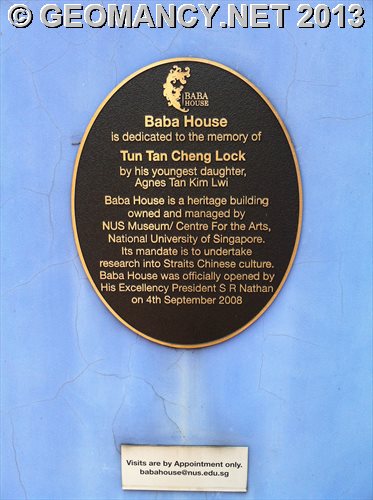 © GEOMANCY.NET 2013
BABA
HOUSE
Baba House
is dedicated to the memory of
Tun Tan Cheng Lock
by his youngest daughter,
Agnes Tan Kim Lwi
Baba House is a heritage building
owned and managed by
NUS Museum/ Centre For the Arts,
National University of Singapore.
Its mandate is to undertake
research into Straits Chinese culture.
Baba House was officially opened by
His Excellency President S R Nathan
on 4th September 2008
Visits are by Appointment only.
babahouse@nus.edu.sg